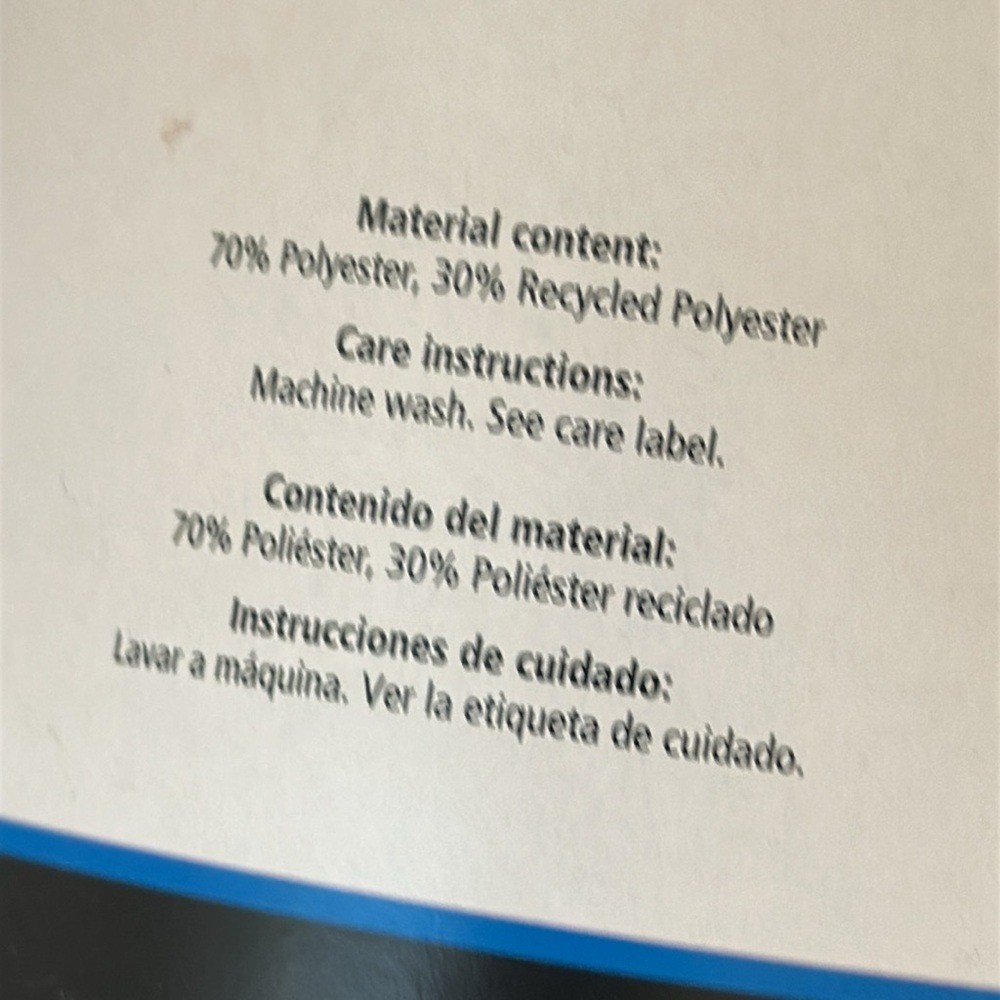 Material content:
70% Polyester, 30% Recycled Polyester
Care instructions:
Machine wash. See care label.
Contenido del material:
70% Poliéster, 30% Poliéster reciclado
Instrucciones de cuidado:
Lavar a máquina. Ver la etiqueta de cuidado.